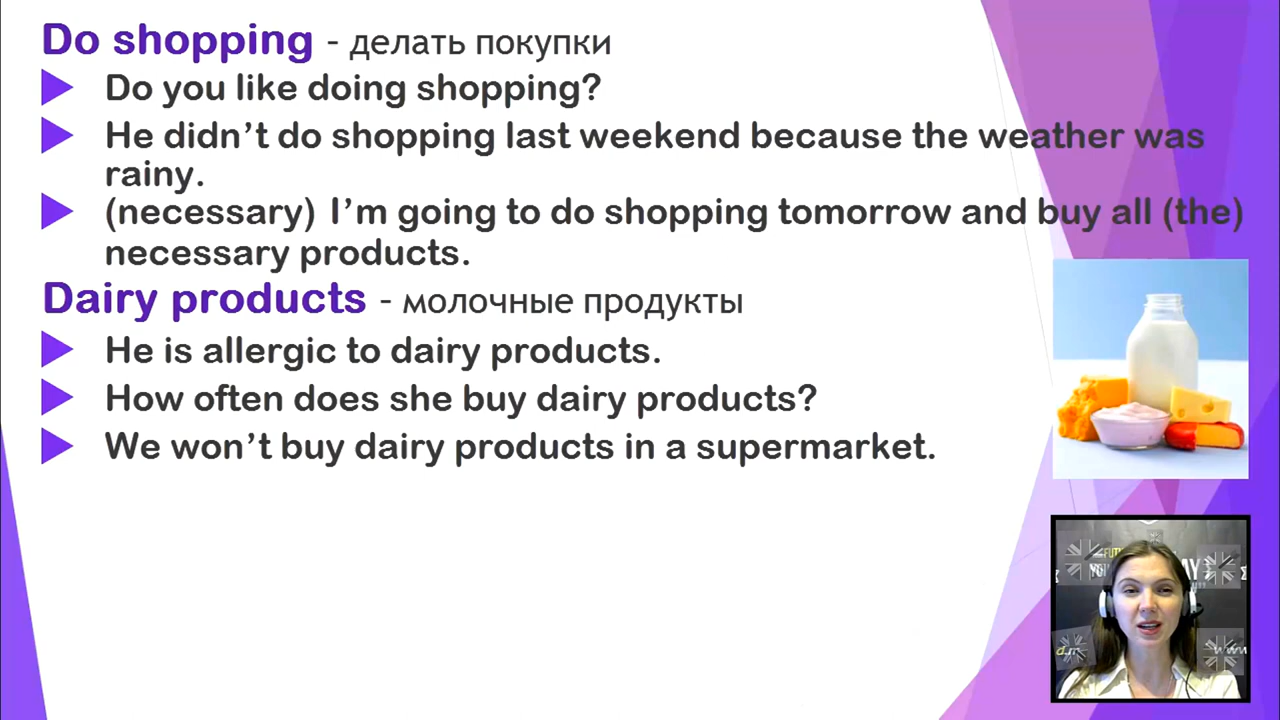 Do shopping - делать покупки
Do you like doing shopping?
He didn't do shopping last weekend because the weather was
rainy.
(necessary) I'm going to do shopping tomorrow and buy all (the)
necessary products.
Dairy products - молочные продукты
He is allergic to dairy products.
How often does she buy dairy products?
We won't buy dairy products in a supermarket.